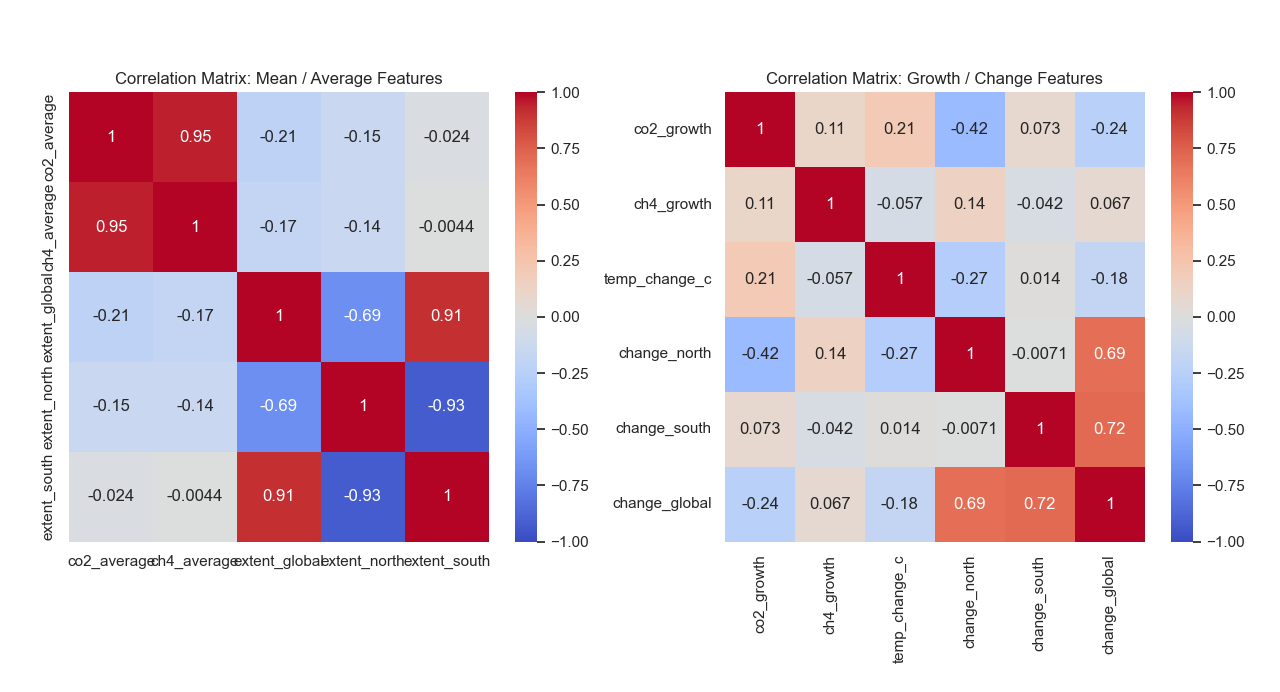 Correlation Matrix: Mean / Average Features
co2_average
ch4_average
extent_global
extent_north
extent_south
1 0.95 -0.21 -0.15 -0.024
0.95 1 -0.17 -0.14 -0.0044
-0.21 -0.17 1 -0.69 0.91
-0.15 -0.14 -0.69 1 -0.93
-0.024 -0.0044 0.91 -0.93 1
co2_average ch4_average extent_global extent_north extent_south
1.00
0.75
0.50
0.25
0.00
−0.25
−0.50
−0.75
−1.00
Correlation Matrix: Growth / Change Features
co2_growth 1 0.11 0.21 -0.42 0.073 -0.24
ch4_growth 0.11 1 -0.057 0.14 -0.042 0.067
temp_change_c 0.21 -0.057 1 -0.27 0.014 -0.18
change_north -0.42 0.14 -0.27 1 -0.0071 0.69
change_south 0.073 -0.042 0.014 -0.0071 1 0.72
change_global -0.24 0.067 -0.18 0.69 0.72 1
co2_growth
ch4_growth
temp_change_c
change_north
change_south
change_global
1.00
0.75
0.50
0.25
0.00
−0.25
−0.50
−0.75
−1.00